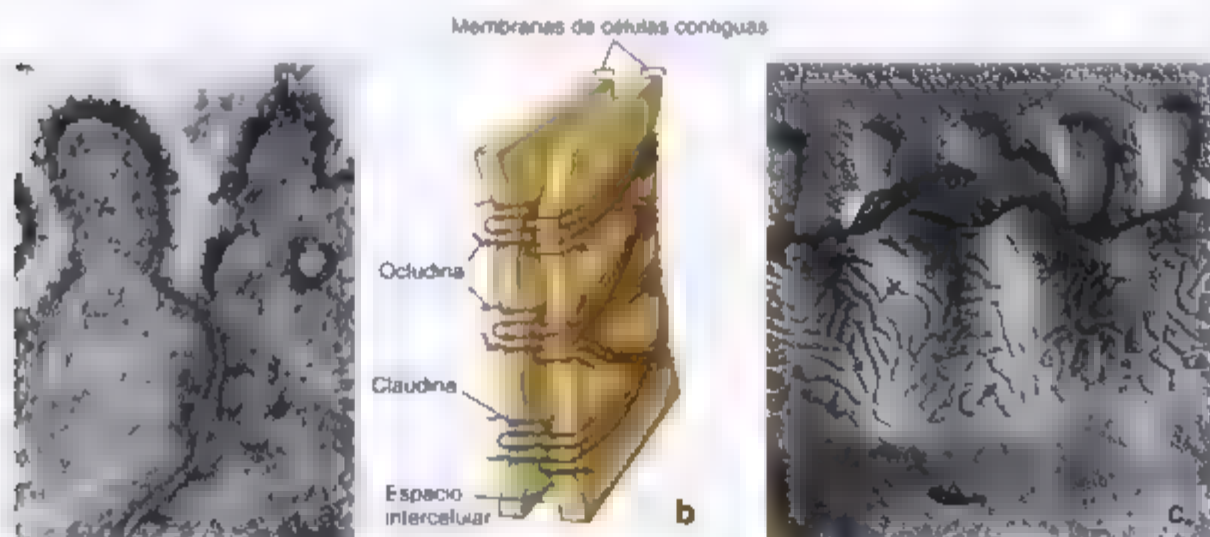 Membranas de células contiguas
Ocludina
Claudina
Espacio
intercelular
b
c